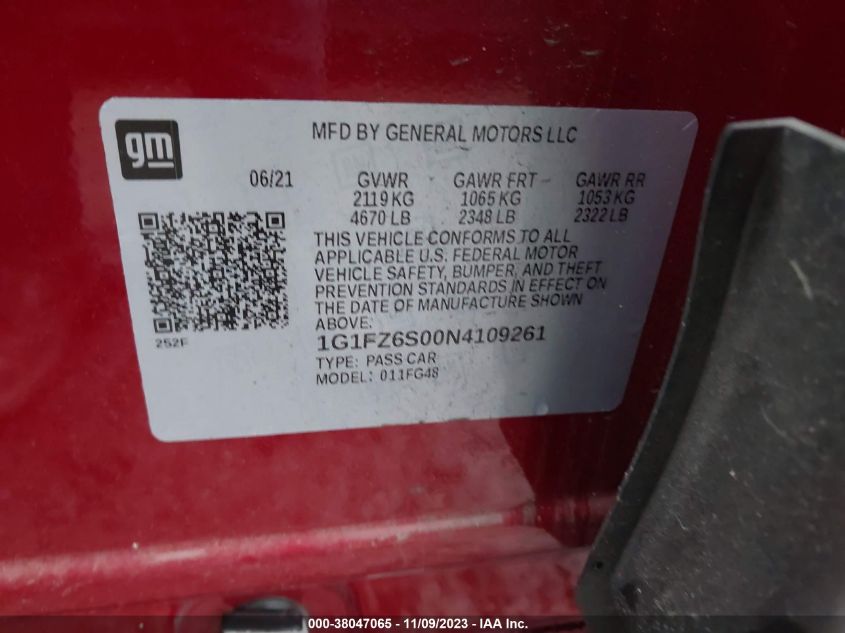 gm
MFD BY GENERAL MOTORS LLC
06/21 GVWR GAWR FRT GAWR RR
2119 KG 1065 KG 1053 KG
4670 LB 2348 LB 2322 LB
THIS VEHICLE CONFORMS TO ALL
APPLICABLE U.S. FEDERAL MOTOR
VEHICLE SAFETY, BUMPER, AND THEFT
PREVENTION STANDARDS IN EFFECT ON
THE DATE OF MANUFACTURE SHOWN
ABOVE.
252F
1G1FZ6S00N4109261
TYPE: PASS CAR
MODEL: 011FG48
000-38047065 - 11/09/2023 - IAA Inc.